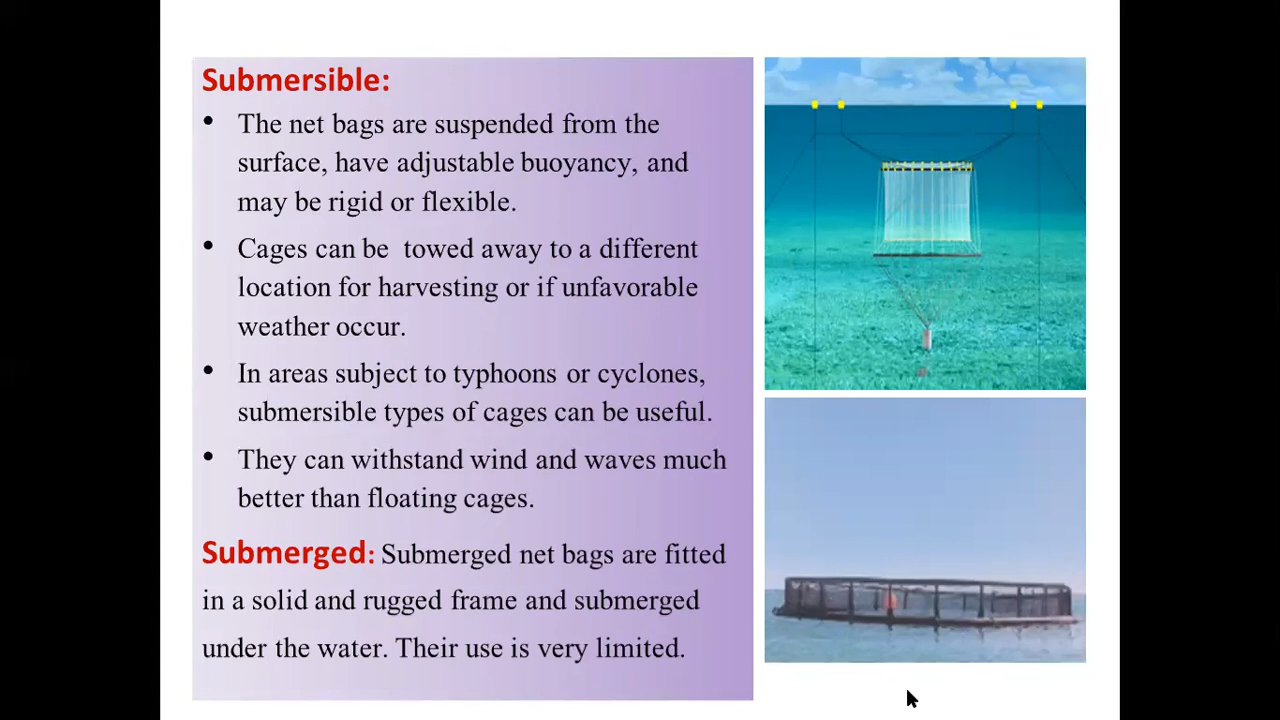 Submersible:
• The net bags are suspended from the
surface, have adjustable buoyancy, and
may be rigid or flexible.
• Cages can be  towed away to a different
location for harvesting or if unfavorable
weather occur.
• In areas subject to typhoons or cyclones,
submersible types of cages can be useful.
• They can withstand wind and waves much
better than floating cages.
Submerged: Submerged net bags are fitted
in a solid and rugged frame and submerged
under the water. Their use is very limited.